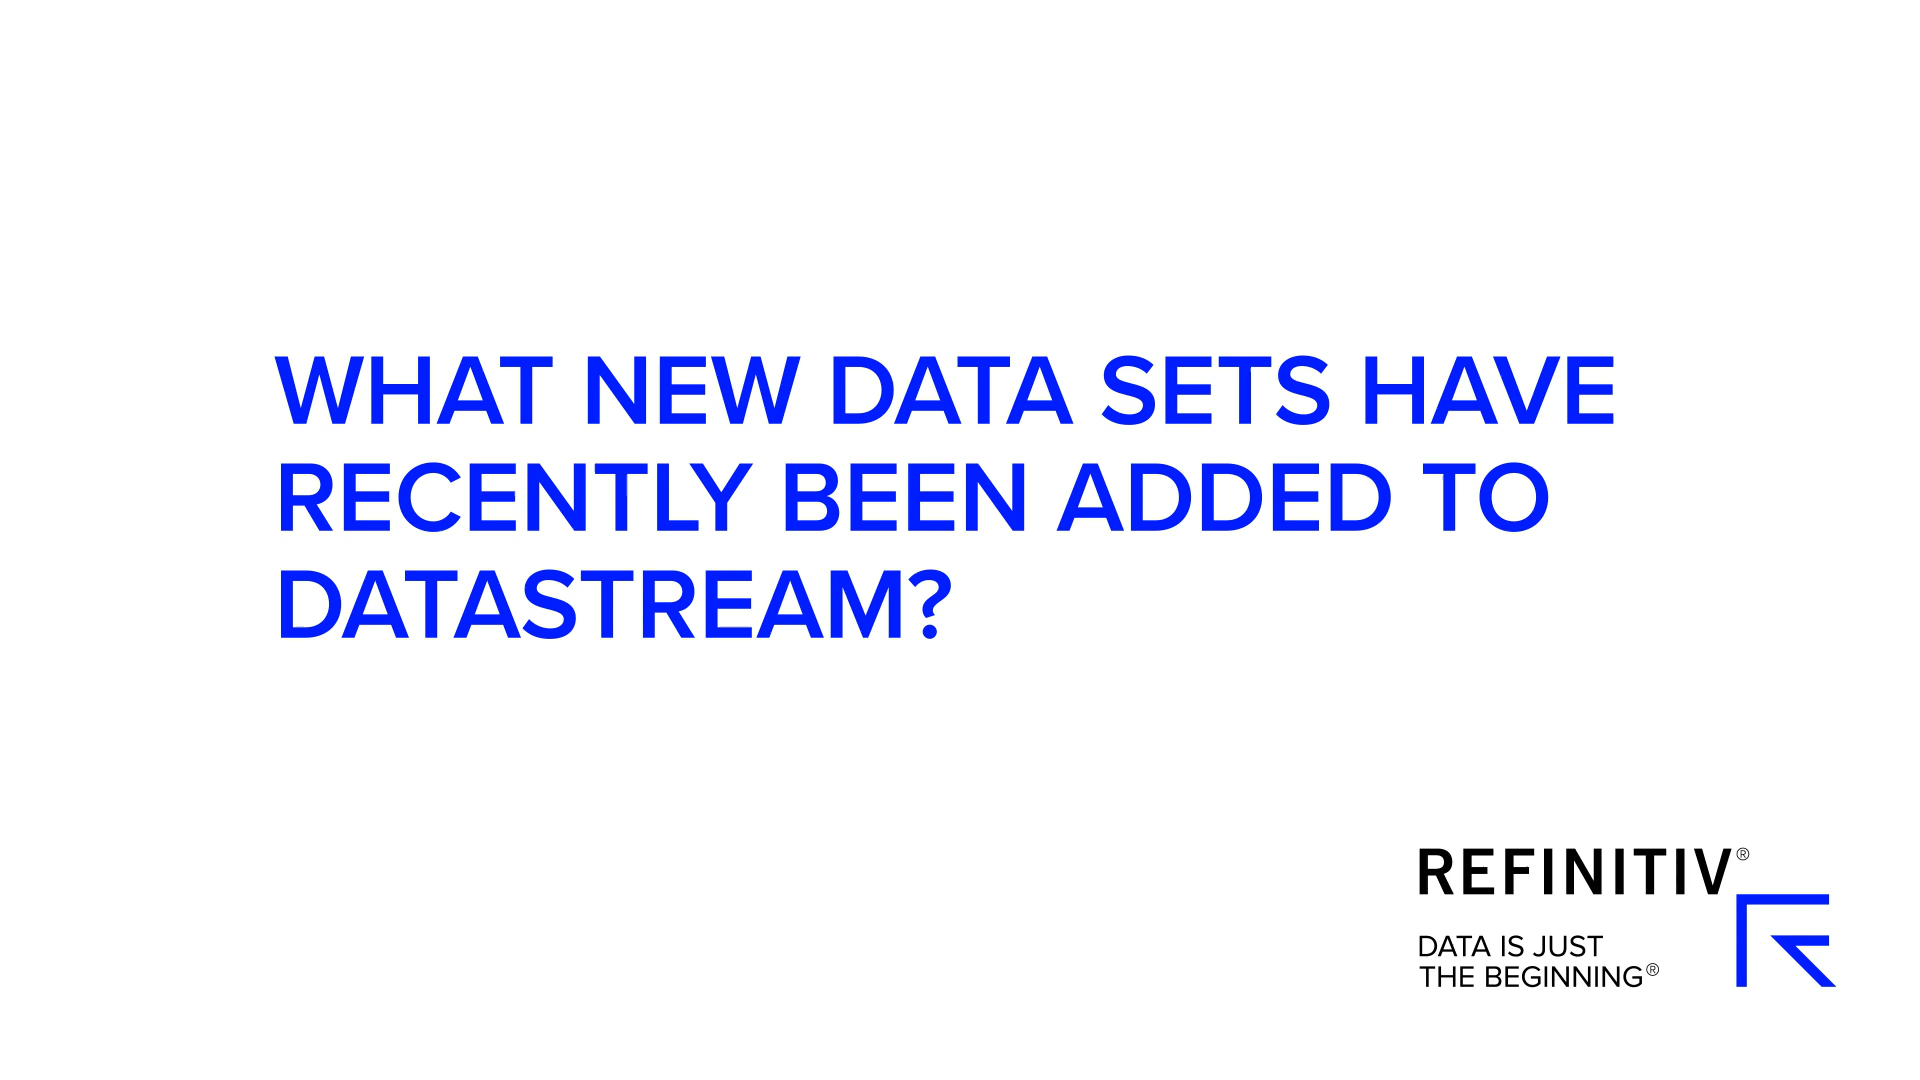 WHAT NEW DATA SETS HAVE
RECENTLY BEEN ADDED TO
DATASTREAM?
REFINITIV®
DATA IS JUST
THE BEGINNING®